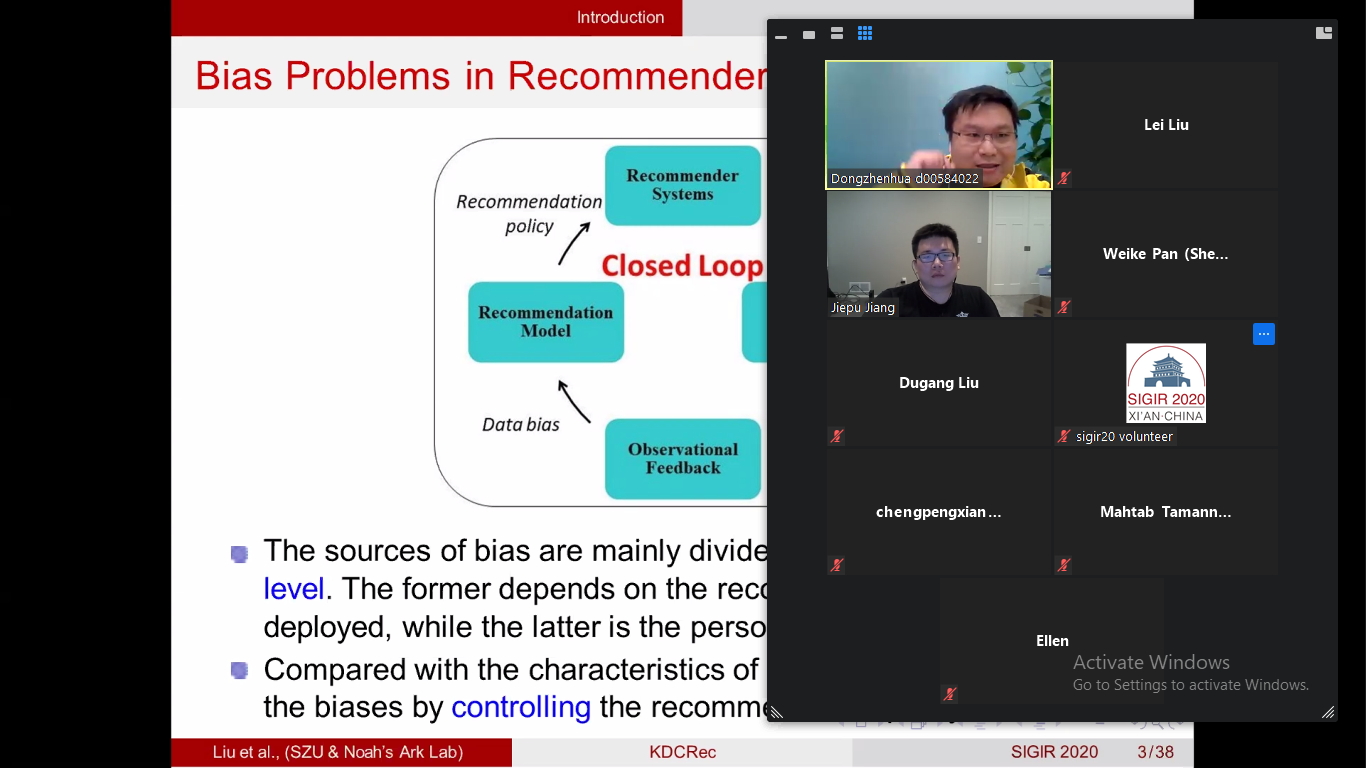 Introduction
Bias Problems in Recommender
Recommender
Systems
Recommendation
policy
Closed Loop
Recommendation
Model
Data bias
Observational
Feedback
The sources of bias are mainly divide
level. The former depends on the reco
deployed, while the latter is the perso
Compared with the characteristics of
the biases by controlling the recomme
Liu et al., (SZU & Noah's Ark Lab)
KDCRec
SIGIR 2020
3/38
Dongzhenhua d00584022
Lei Liu
Jiepu Jiang
Weike Pan (She...
Dugang Liu
SIGIR 2020
XI'AN·CHINA
sigir20 volunteer
chengpengxian...
Mahtab Tamann...
Ellen
Activate Windows
Go to Settings to activate Windows.